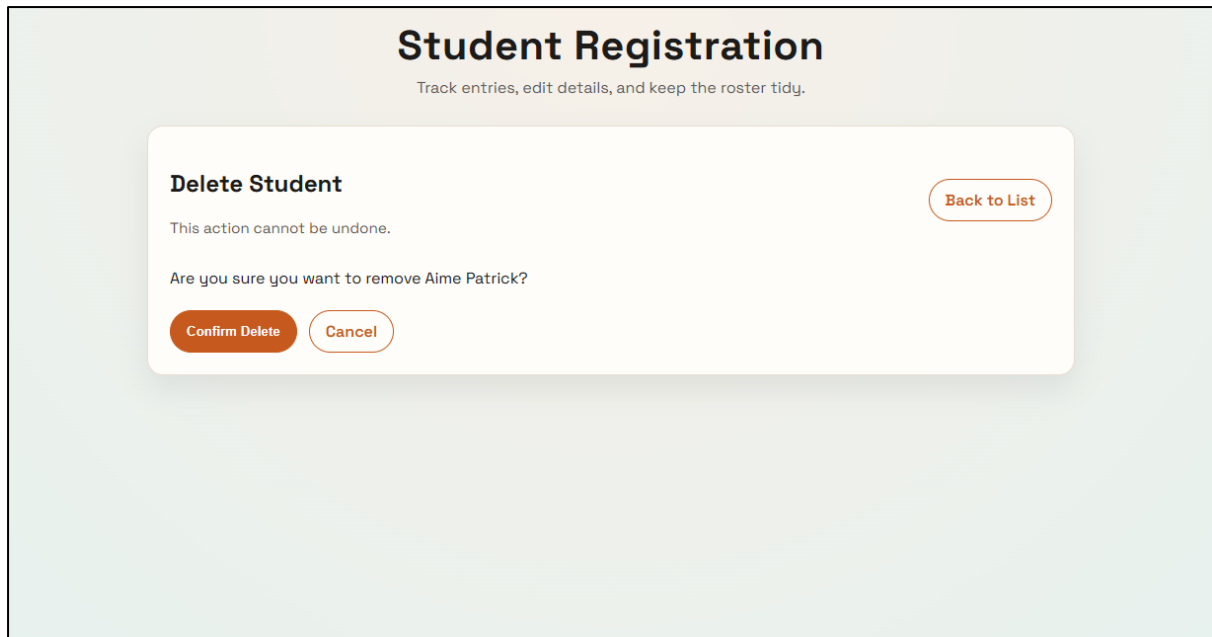 Student Registration
Track entries, edit details, and keep the roster tidy.
Delete Student
Back to List
This action cannot be undone.
Are you sure you want to remove Aime Patrick?
Confirm Delete
Cancel